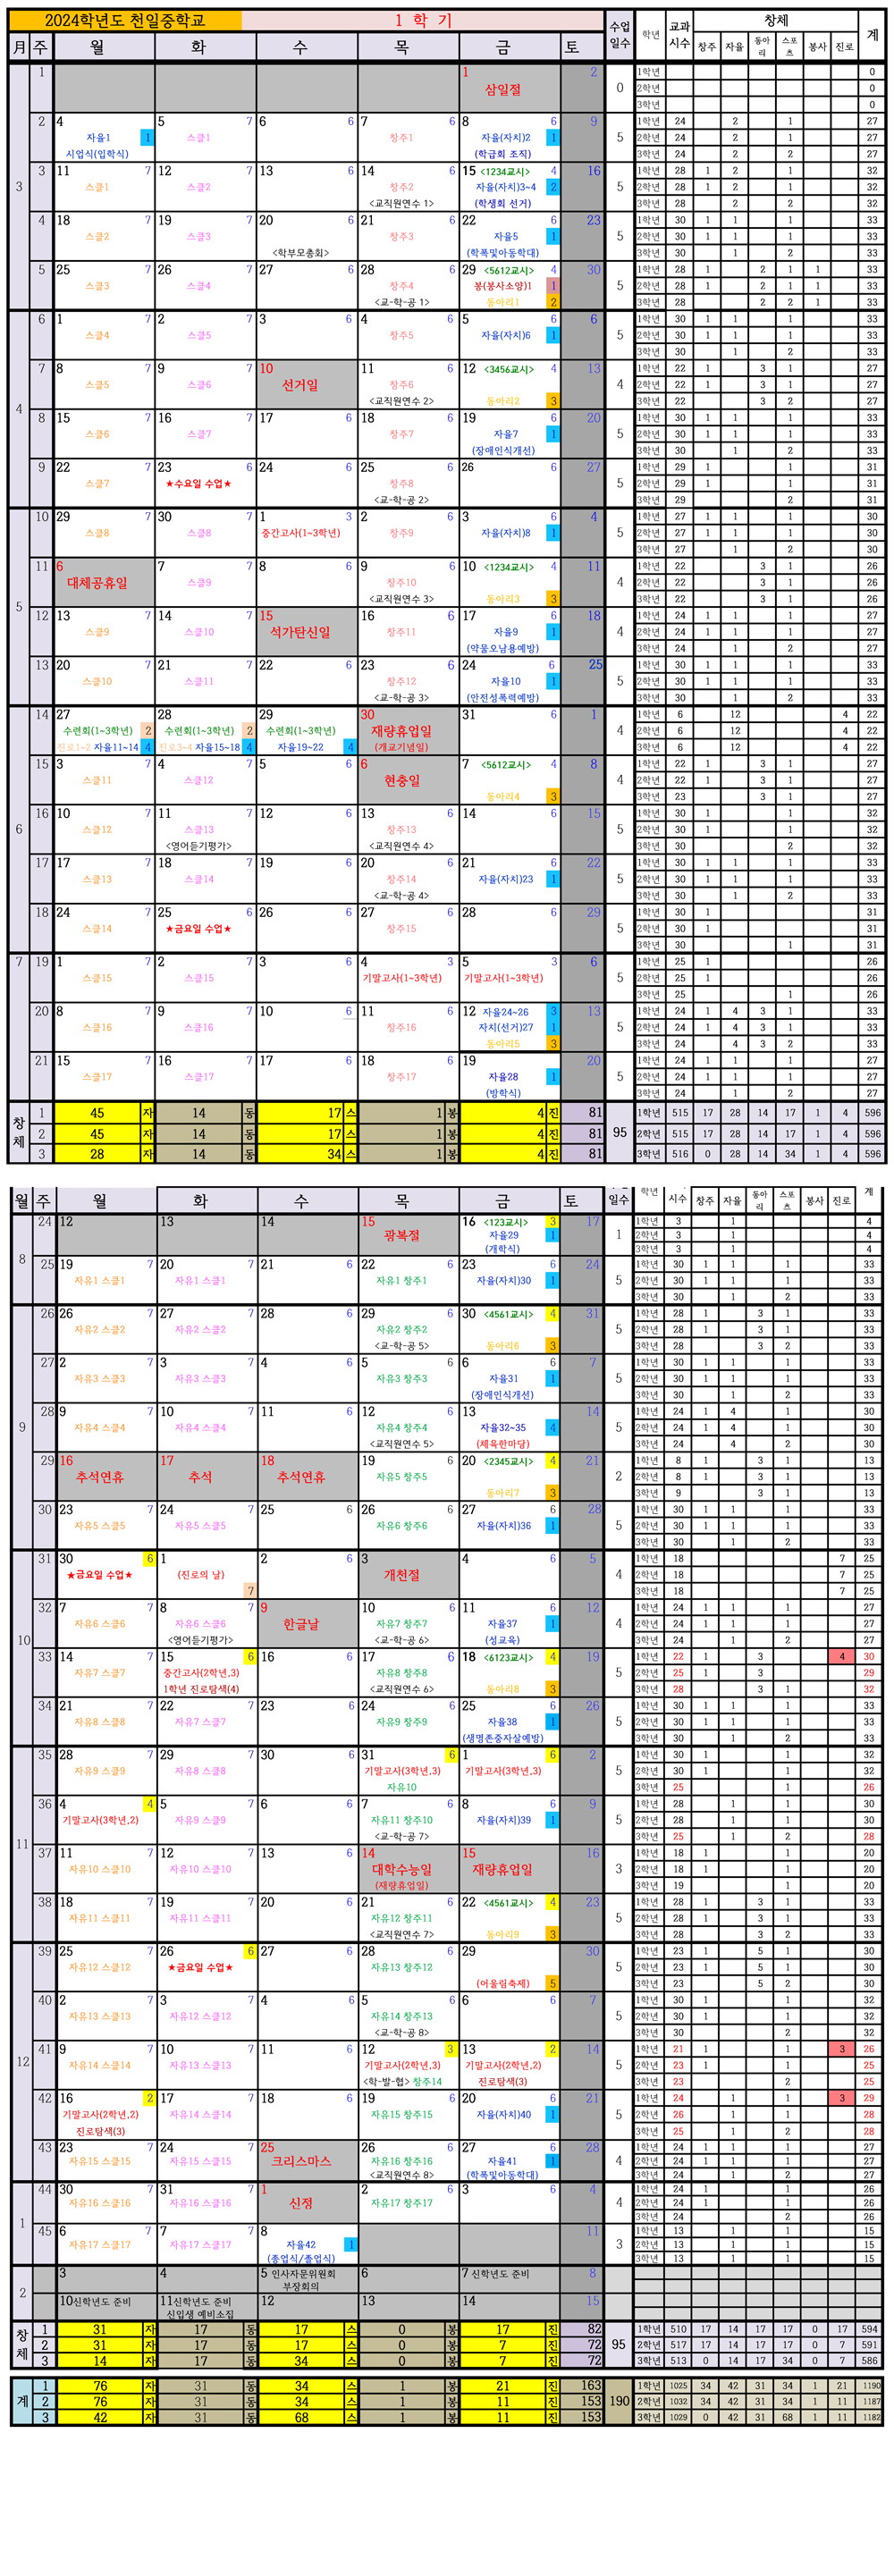 2024학년도 천일중학교 1 학 기 수업일수 학년 교과시수 창체 계
月 주 월 화 수 목 금 토 창주 자율 동아리 스포츠 봉사 진로
3 1 1 삼일절 2 0
1학년 0
2학년 0
3학년 0
2 4 7 5 7 6 6 7 6 8 6 9 5
자율1 1 스클1 창주1 자율(자치)2 1
시업식(입학식) (학급회 조직)
1학년 24 2 1 27
2학년 24 2 1 27
3학년 24 2 2 27
3 11 7 12 7 13 6 14 6 15 <1234교시> 4 16 5
스클1 스클2 창주2 자율(자치)3~4 2
<교직원연수 1> (학생회 선거)
1학년 28 1 2 1 32
2학년 28 1 2 1 32
3학년 28 2 2 32
4 18 7 19 7 20 6 21 6 22 6 23 5
스클2 스클3 창주3 자율5 1
<학부모총회> (학폭및아동학대)
1학년 30 1 1 1 33
2학년 30 1 1 1 33
3학년 30 1 2 33
5 25 7 26 7 27 6 28 6 29 <5612교시> 4 30 5
스클3 스클4 창주4 봉(봉사소양)1 1
<교-학-공 1> 동아리1 2
1학년 28 1 2 1 1 33
2학년 28 1 2 1 1 33
3학년 28 2 2 1 33
4 6 1 7 2 7 3 6 4 6 5 6 6 5
스클4 스클5 창주5 자율(자치)6 1
1학년 30 1 1 1 33
2학년 30 1 1 1 33
3학년 30 1 2 33
7 8 7 9 7 10 선거일 11 6 12 <3456교시> 4 13 4
스클5 스클6 창주6
<교직원연수 2> 동아리2 3
1학년 22 1 3 1 27
2학년 22 1 3 1 27
3학년 22 3 2 27
8 15 7 16 7 17 6 18 6 19 6 20 5
스클6 스클7 창주7 자율7 1
(장애인식개선)
1학년 30 1 1 1 33
2학년 30 1 1 1 33
3학년 30 1 2 33
9 22 7 23 6 24 6 25 6 26 6 27 5
스클7 ★수요일 수업★ 창주8
<교-학-공 2>
1학년 29 1 1 31
2학년 29 1 1 31
3학년 29 2 31
5 10 29 7 30 7 1 3 2 6 3 6 4 5
스클8 스클8 중간고사(1~3학년) 창주9 자율(자치)8 1
1학년 27 1 1 1 30
2학년 27 1 1 1 30
3학년 27 1 2 30
11 6 대체공휴일 7 7 8 6 9 6 10 <1234교시> 4 11 4
스클9 창주10
<교직원연수 3> 동아리3 3
1학년 22 3 1 26
2학년 22 3 1 26
3학년 22 3 1 26
12 13 7 14 7 15 석가탄신일 16 6 17 6 18 4
스클9 스클10 창주11 자율9 1
(약물오남용예방)
1학년 24 1 1 1 27
2학년 24 1 1 1 27
3학년 24 1 2 27
13 20 7 21 7 22 6 23 6 24 6 25 5
스클10 스클11 창주12 자율10 1
<교-학-공 3> (안전성폭력예방)
1학년 30 1 1 1 33
2학년 30 1 1 1 33
3학년 30 1 2 33
6 14 27 28 29 30 31 6 1 4
수련회(1~3학년) 2 수련회(1~3학년) 2 수련회(1~3학년) 재량휴업일
진로1~2 자율11~14 4 진로3~4 자율15~18 4 자율19~22 4 (개교기념일)
1학년 6 12 4 22
2학년 6 12 4 22
3학년 6 12 4 22
15 3 7 4 7 5 6 6 현충일 7 <5612교시> 4 8 4
스클11 스클12
동아리4 3
1학년 22 1 3 1 27
2학년 22 1 3 1 27
3학년 23 3 1 27
16 10 7 11 7 12 6 13 6 14 6 15 5
스클12 스클13 창주13
<영어듣기평가> <교직원연수 4>
1학년 30 1 1 32
2학년 30 1 1 32
3학년 30 2 32
17 17 7 18 7 19 6 20 6 21 6 22 5
스클13 스클14 창주14 자율(자치)23 1
<교-학-공 4>
1학년 30 1 1 1 33
2학년 30 1 1 1 33
3학년 30 1 2 33
18 24 7 25 6 26 6 27 6 28 6 29 5
스클14 ★금요일 수업★ 창주15
1학년 30 1 31
2학년 30 1 31
3학년 30 1 31
7 19 1 7 2 7 3 6 4 3 5 3 6 5
스클15 스클15 기말고사(1~3학년) 기말고사(1~3학년)
1학년 25 1 26
2학년 25 1 26
3학년 25 1 26
20 8 7 9 7 10 6 11 6 12 자율24~26 3 13 5
스클16 스클16 창주16 자치(선거)27 1
동아리5 3
1학년 24 1 4 3 1 33
2학년 24 1 4 3 1 33
3학년 24 4 3 2 33
21 15 7 16 7 17 6 18 6 19 20 5
스클17 스클17 창주17 자율28 1
(방학식)
1학년 24 1 1 1 27
2학년 24 1 1 1 27
3학년 24 1 2 27
창체 1 45 자 14 동 17 스 1 봉 4 진 81 95 1학년 515 17 28 14 17 1 4 596
2 45 자 14 동 17 스 1 봉 4 진 81 2학년 515 17 28 14 17 1 4 596
3 28 자 14 동 34 스 1 봉 4 진 81 3학년 516 0 28 14 34 1 4 596
월 주 월 화 수 목 금 토 일수 학년 시수 창주 자율 동아리 스포츠 봉사 진로 계
8 24 12 13 14 15 광복절 16 <123교시> 3 17 1
자율29 1
(개학식)
1학년 3 1 4
2학년 3 1 4
3학년 3 1 4
25 19 7 20 7 21 6 22 6 23 6 24 5
자유1 스클1 자유1 스클1 자유1 창주1 자율(자치)30 1
1학년 30 1 1 1 33
2학년 30 1 1 1 33
3학년 30 1 2 33
9 26 26 7 27 7 28 6 29 6 30 <4561교시> 4 31 5
자유2 스클2 자유2 스클2 자유2 창주2
<교-학-공 5> 동아리6 3
1학년 28 1 3 1 33
2학년 28 1 3 1 33
3학년 28 3 2 33
27 2 7 3 7 4 6 5 6 6 6 7 5
자유3 스클3 자유3 스클3 자유3 창주3 자율31 1
(장애인식개선)
1학년 30 1 1 1 33
2학년 30 1 1 1 33
3학년 30 1 2 33
28 9 7 10 7 11 6 12 6 13 6 14 5
자유4 스클4 자유4 스클4 자유4 창주4 자율32~35 4
<교직원연수 5> (체육한마당)
1학년 24 1 4 1 30
2학년 24 1 4 1 30
3학년 24 4 2 30
29 16 추석연휴 17 추석 18 추석연휴 19 6 20 <2345교시> 4 21 2
자유5 창주5
동아리7 3
1학년 8 1 3 1 13
2학년 8 1 3 1 13
3학년 9 3 1 13
30 23 7 24 7 25 6 26 6 27 6 28 5
자유5 스클5 자유5 스클5 자유6 창주6 자율(자치)36 1
1학년 30 1 1 1 33
2학년 30 1 1 1 33
3학년 30 1 2 33
10 31 30 6 1 2 6 3 개천절 4 6 5 4
★금요일 수업★ (진로의 날)
7
1학년 18 7 25
2학년 18 7 25
3학년 18 7 25
32 7 7 8 7 9 한글날 10 6 11 6 12 4
자유6 스클6 자유6 스클6 자유7 창주7 자율37 1
<영어듣기평가> <교-학-공 6> (성교육)
1학년 24 1 1 1 27
2학년 24 1 1 1 27
3학년 24 1 2 27
33 14 7 15 6 16 6 17 6 18 <6123교시> 4 19 5
자유7 스클7 중간고사(2학년,3) 자유8 창주8
1학년 진로탐색(4) <교직원연수 6> 동아리8 3
1학년 22 1 3 4 30
2학년 25 1 3 29
3학년 28 3 1 32
34 21 7 22 7 23 6 24 6 25 6 26 5
자유8 스클8 자유7 스클7 자유9 창주9 자율38 1
(생명존중자살예방)
1학년 30 1 1 1 33
2학년 30 1 1 1 33
3학년 30 1 2 33
11 35 28 7 29 7 30 6 31 6 1 6 2 5
자유9 스클9 자유8 스클8 기말고사(3학년,3) 기말고사(3학년,3)
자유10
1학년 30 1 1 32
2학년 30 1 1 32
3학년 25 1 26
36 4 4 5 7 6 6 7 6 8 6 9 5
기말고사(3학년,2) 자유9 스클9 자유11 창주10 자율(자치)39 1
<교-학-공 7>
1학년 28 1 1 30
2학년 28 1 1 30
3학년 25 1 2 28
37 11 7 12 7 13 6 14 15 16 3
자유10 스클10 자유10 스클10 대학수능일 재량휴업일
(재량휴업일)
1학년 18 1 1 20
2학년 18 1 1 20
3학년 19 1 20
38 18 7 19 7 20 6 21 6 22 <4561교시> 4 23 5
자유11 스클11 자유11 스클11 자유12 창주11
<교직원연수 7> 동아리9 3
1학년 28 1 3 1 33
2학년 28 1 3 1 33
3학년 28 3 2 33
12 39 25 7 26 6 27 6 28 6 29 30 5
자유12 스클12 ★금요일 수업★ 자유13 창주12
(어울림축제) 5
1학년 23 1 5 1 30
2학년 23 1 5 1 30
3학년 23 5 2 30
40 2 7 3 7 4 6 5 6 6 6 7 5
자유13 스클13 자유12 스클12 자유14 창주13
<교-학-공 8>
1학년 30 1 1 32
2학년 30 1 1 32
3학년 30 2 32
41 9 7 10 7 11 6 12 3 13 2 14 5
자유14 스클14 자유13 스클13 기말고사(2학년,3) 기말고사(2학년,2)
<학-발-협> 창주14 진로탐색(3)
1학년 21 1 1 3 26
2학년 23 1 1 25
3학년 23 2 25
42 16 2 17 7 18 6 19 6 20 6 21 5
기말고사(2학년,2) 자유14 스클14 자유15 창주15 자율(자치)40 1
진로탐색(3)
1학년 24 1 1 3 29
2학년 26 1 1 28
3학년 25 1 2 28
43 23 7 24 7 25 크리스마스 26 6 27 6 28 4
자유15 스클15 자유15 스클15 자유16 창주16 자율41 1
<교직원연수 8> (학폭및아동학대)
1학년 24 1 1 1 27
2학년 24 1 1 1 27
3학년 24 1 2 27
1 44 30 7 31 7 1 신정 2 6 3 6 4 4
자유16 스클16 자유16 스클16 자유17 창주17
1학년 24 1 1 26
2학년 24 1 1 26
3학년 24 2 26
45 6 7 7 7 8 11 3
자유17 스클17 자유17 스클17 자율42 1
(종업식/졸업식)
1학년 13 1 1 15
2학년 13 1 1 15
3학년 13 1 1 15
2 3 4 5 인사자문위원회 6 7 신학년도 준비 8
부장회의
10신학년도 준비 11신학년도 준비 12 13 14 15
신입생 예비소집
창체 1 31 자 17 동 17 스 0 봉 17 진 82 95 1학년 510 17 14 17 17 0 17 594
2 31 자 17 동 17 스 0 봉 7 진 72 2학년 517 17 14 17 17 0 7 591
3 14 자 17 동 34 스 0 봉 7 진 72 3학년 513 0 14 17 34 0 7 586
계 1 76 자 31 동 34 스 1 봉 21 진 163 190 1학년 1025 34 42 31 34 1 21 1190
2 76 자 31 동 34 스 1 봉 11 진 153 2학년 1032 34 42 31 34 1 11 1187
3 42 자 31 동 68 스 1 봉 11 진 153 3학년 1029 0 42 31 68 1 11 1182